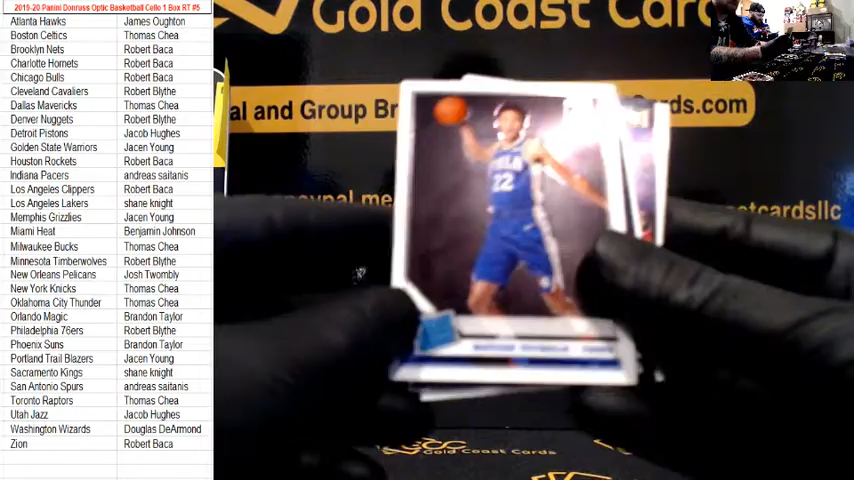 2019-20 Panini Donruss Optic Basketball Cello 1 Box RT #5
Atlanta Hawks James Oughton
Boston Celtics Thomas Chea
Brooklyn Nets Robert Baca
Charlotte Hornets Robert Baca
Chicago Bulls Robert Baca
Cleveland Cavaliers Robert Blythe
Dallas Mavericks Thomas Chea
Denver Nuggets Robert Blythe
Detroit Pistons Jacob Hughes
Golden State Warriors Jacen Young
Houston Rockets Robert Baca
Indiana Pacers andreas saitanis
Los Angeles Clippers Robert Baca
Los Angeles Lakers shane knight
Memphis Grizzlies Jacen Young
Miami Heat Benjamin Johnson
Milwaukee Bucks Thomas Chea
Minnesota Timberwolves Robert Blythe
New Orleans Pelicans Josh Twombly
New York Knicks Thomas Chea
Oklahoma City Thunder Thomas Chea
Orlando Magic Brandon Taylor
Philadelphia 76ers Robert Blythe
Phoenix Suns Brandon Taylor
Portland Trail Blazers Jacen Young
Sacramento Kings shane knight
San Antonio Spurs andreas saitanis
Toronto Raptors Thomas Chea
Utah Jazz Jacob Hughes
Washington Wizards Douglas DeArmond
Zion Robert Baca
Gold Coast Car
al and Group Br
ds.com
aypal.me
stcardsllc
22
Gold Coast Cards